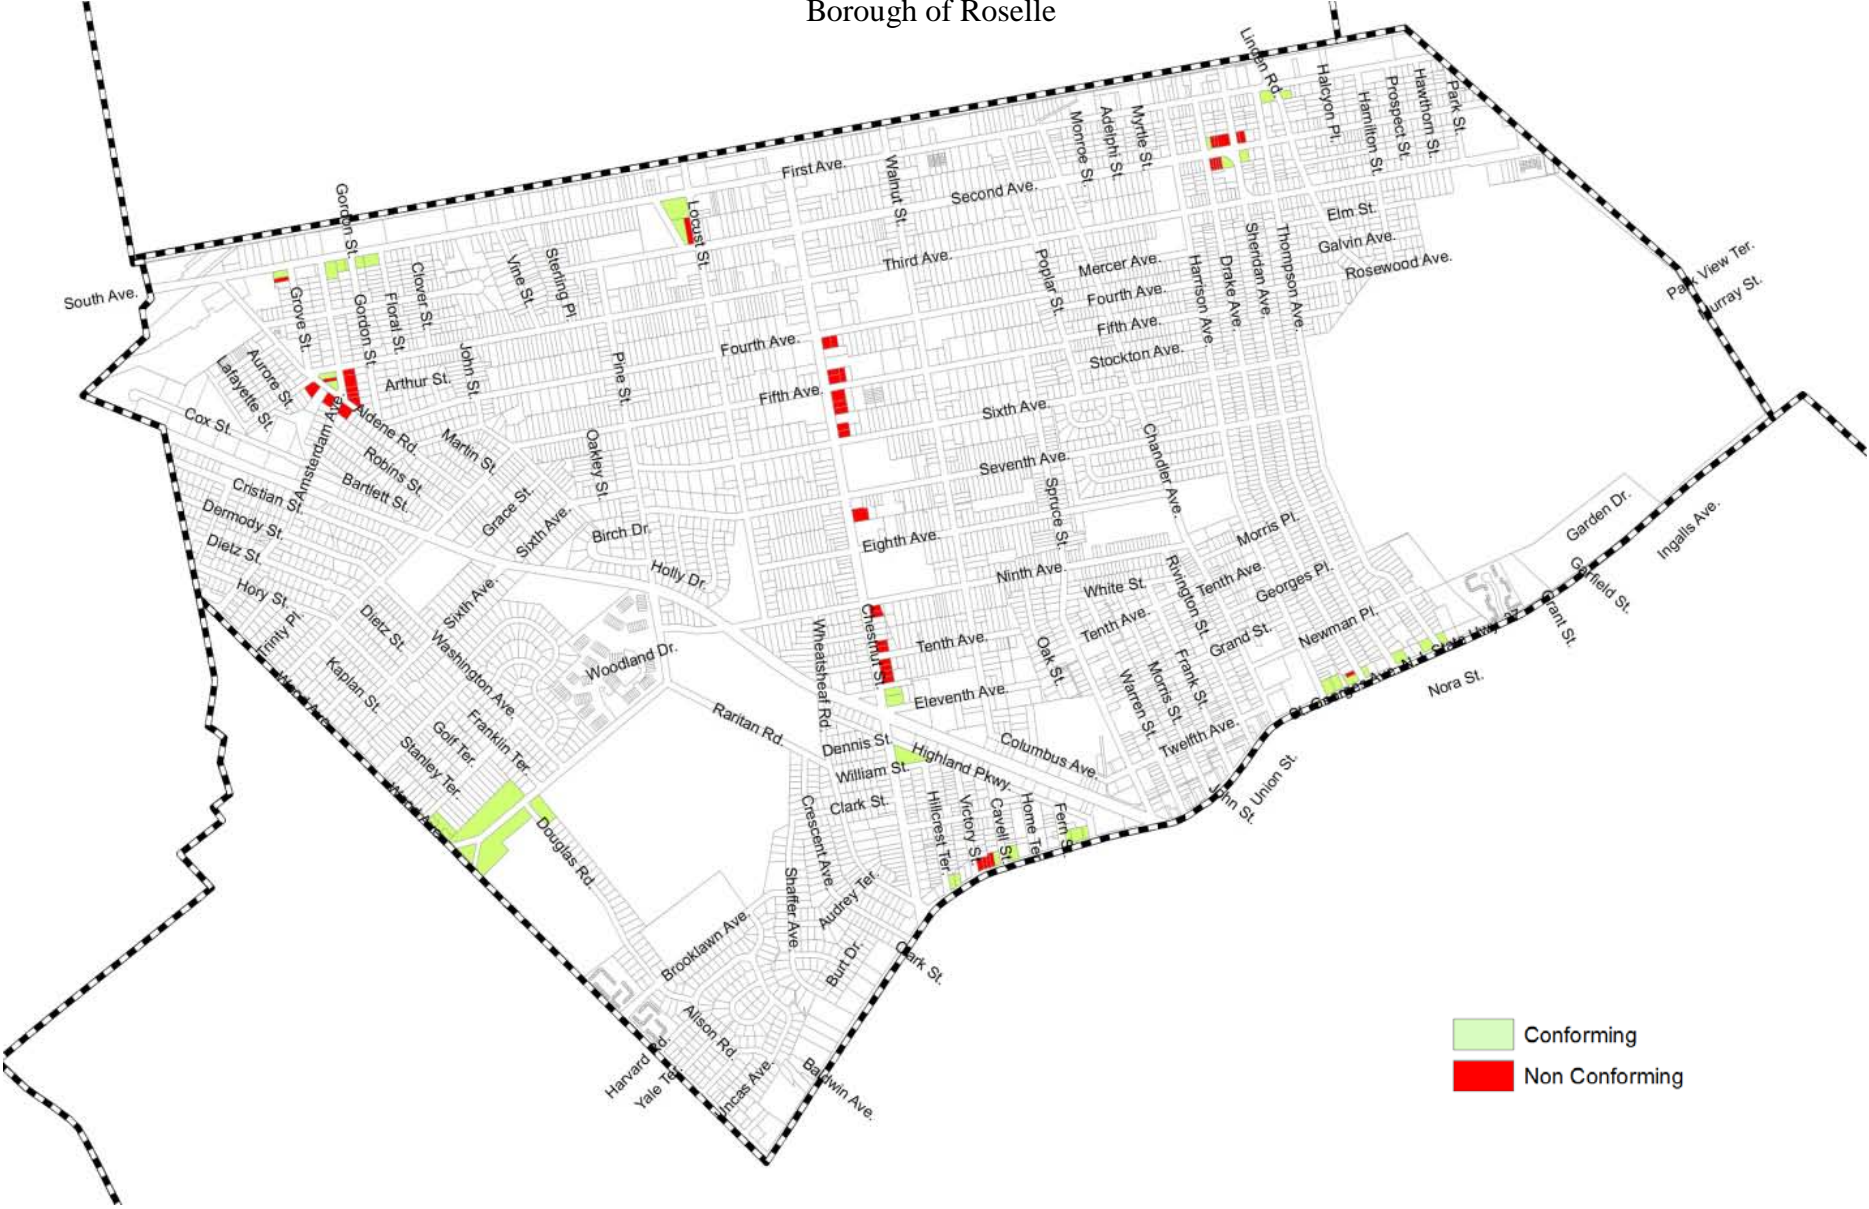 Borough of Roselle
Linden Rd.
Halcyon Pl.
Hamilton St.
Prospect St.
Hawthorn St.
Park St.
Monroe St.
Adelphi St.
Myrtle St.
First Ave.
Walnut St.
Second Ave.
Gordon St.
Locust St.
Elm St.
Galvin Ave.
Rosewood Ave.
Sheridan Ave.
Thompson Ave.
Drake Ave.
Harrison Ave.
Third Ave.
Mercer Ave.
Poplar St.
Fourth Ave.
Fifth Ave.
Stockton Ave.
Park View Ter.
South Ave.
Grove St.
Gordon St.
Floral St.
Clover St.
Vine St.
Sterling Pl.
John St.
Arthur St.
Pine St.
Fourth Ave.
Fifth Ave.
Sixth Ave.
Aurore St.
Lafayette St.
Cox St.
Amsterdam Ave.
Aldene Rd.
Robins St.
Martin St.
Bartlett St.
Grace St.
Sixth Ave.
Oakley St.
Birch Dr.
Holly Dr.
Seventh Ave.
Chandler Ave.
Spruce St.
Eighth Ave.
Ninth Ave.
Morris Pl.
Garden Dr.
Ingalls Ave.
Garfield St.
Grant St.
Cristian St.
Dermody St.
Dietz St.
Hory St.
Dietz St.
Sixth Ave.
Washington Ave.
Woodland Dr.
Kaplan St.
Wheatsheaf Rd.
Chestnut St.
Tenth Ave.
White St.
Tenth Ave.
Rivington St.
Tenth Ave.
Georges Pl.
Grand St.
Newman Pl.
Nora St.
Oak St.
Warren St.
Morris St.
Frank St.
Twelfth Ave.
Eleventh Ave.
Columbus Ave.
Highland Pkwy.
Raritan Rd.
Dennis St.
William St.
Clark St.
Franklin Ter.
Golf Ter.
Stanley Ter.
Douglas Rd.
Crescent Ave.
Hillcrest Ter.
Victory St.
Cavell St.
Home Ter.
John St.
Union St.
Shaffer Ave.
Audrey Ter.
Brooklawn Ave.
Burt Dr.
Clark St.
Alison Rd.
Harvard Rd.
Uncas Ave.
Baldwin Ave.
Conforming
Non Conforming